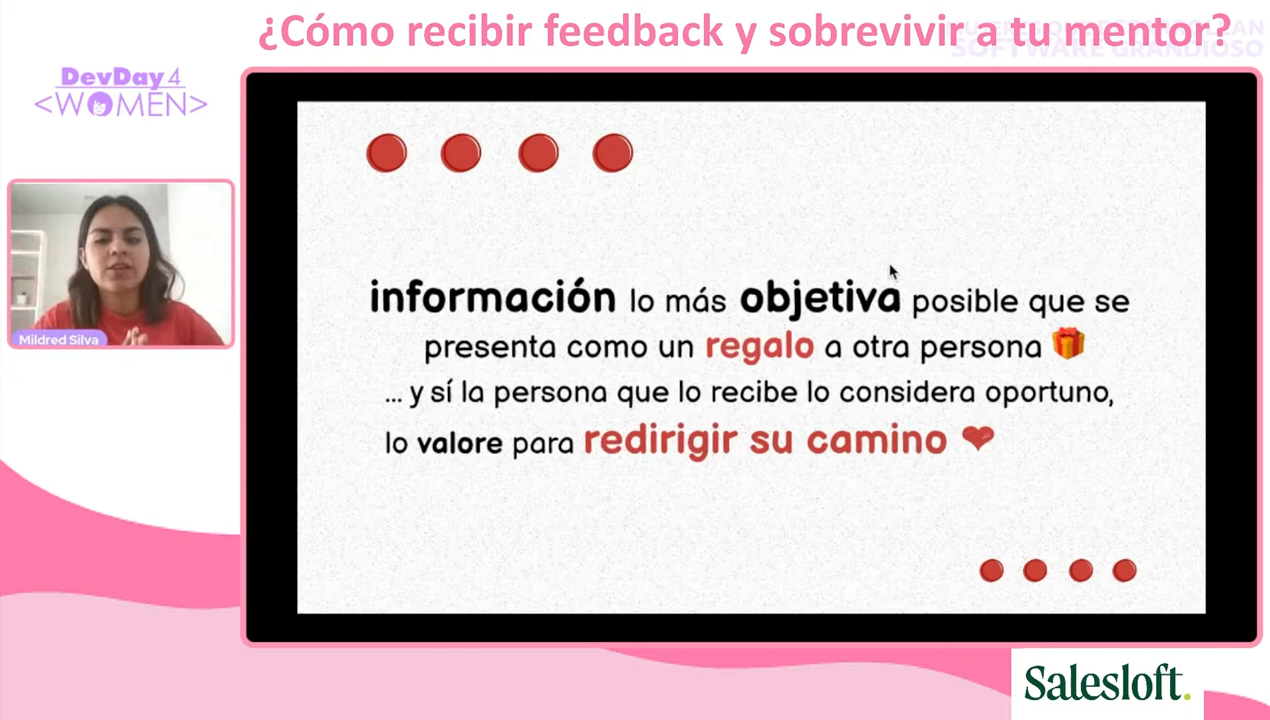 ¿Cómo recibir feedback y sobrevivir a tu mentor?
SOFTWARE GRANDIOSO
DevDay4
<WOMEN>
Mildred Silva
información lo más objetiva posible que se
presenta como un regalo a otra persona
... y sí la persona que lo recibe lo considera oportuno,
lo valore para redirigir su camino
Salesloft.